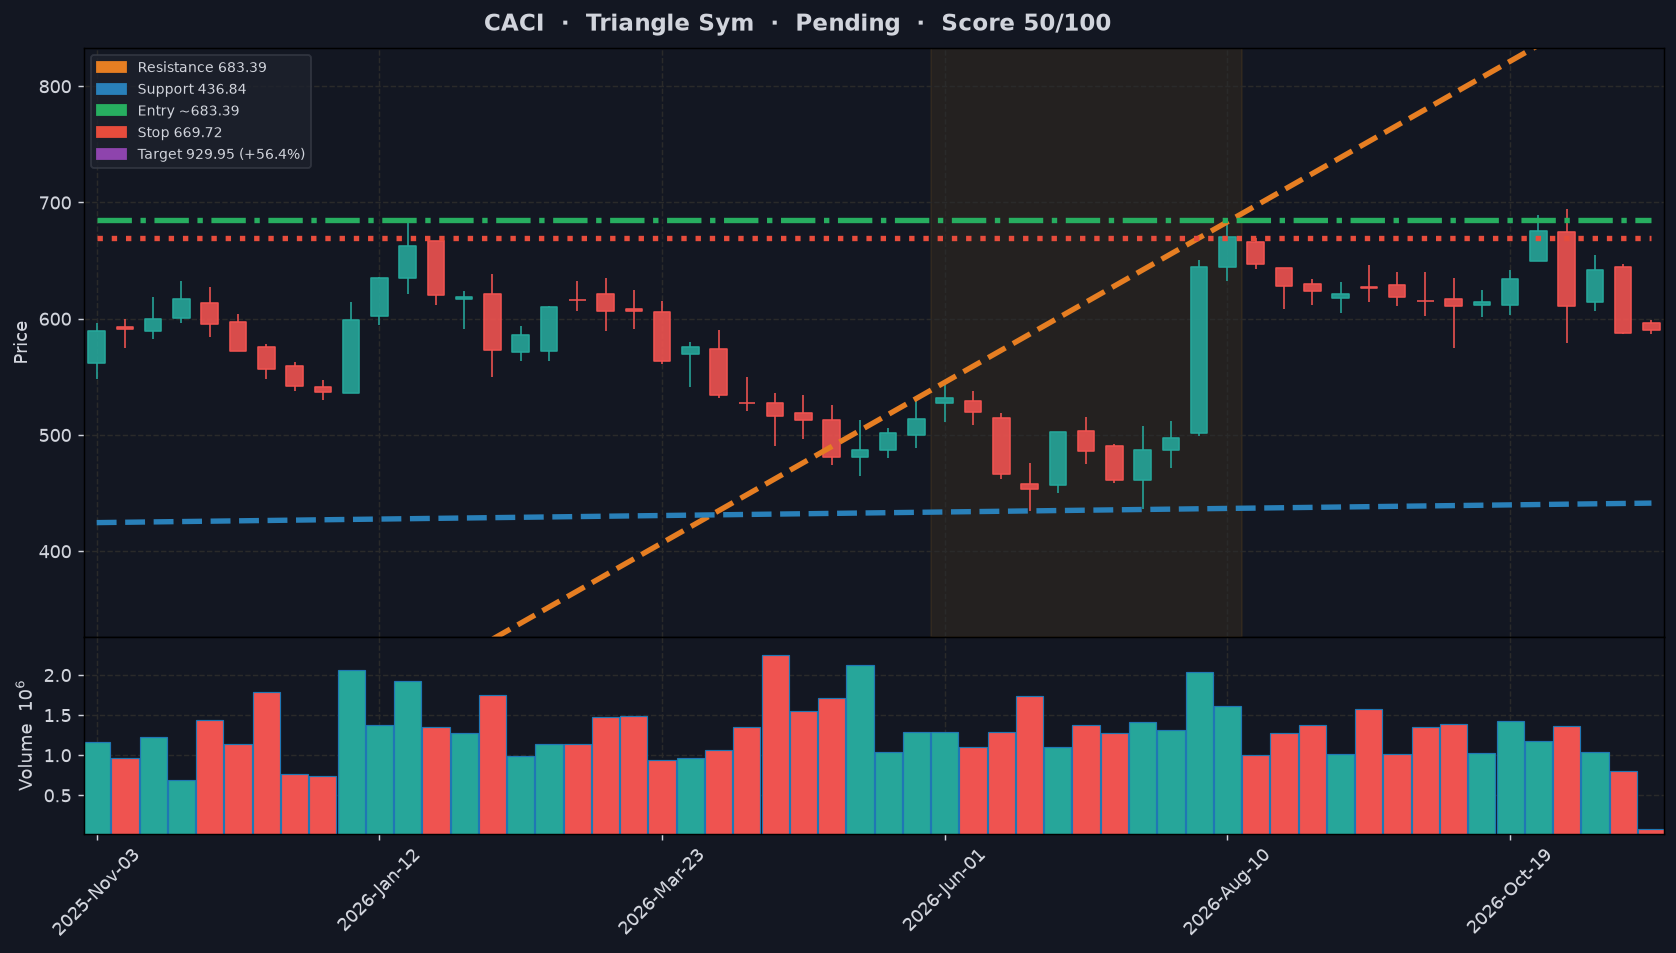 CACI · Triangle Sym · Pending · Score 50/100
Resistance 683.39
Support 436.84
Entry ~683.39
Stop 669.72
Target 929.95 (+56.4%)
Price
800
700
600
500
400
Volume 10⁶
2.0
1.5
1.0
0.5
2025-Nov-03
2026-Jan-12
2026-Mar-23
2026-Jun-01
2026-Aug-10
2026-Oct-19